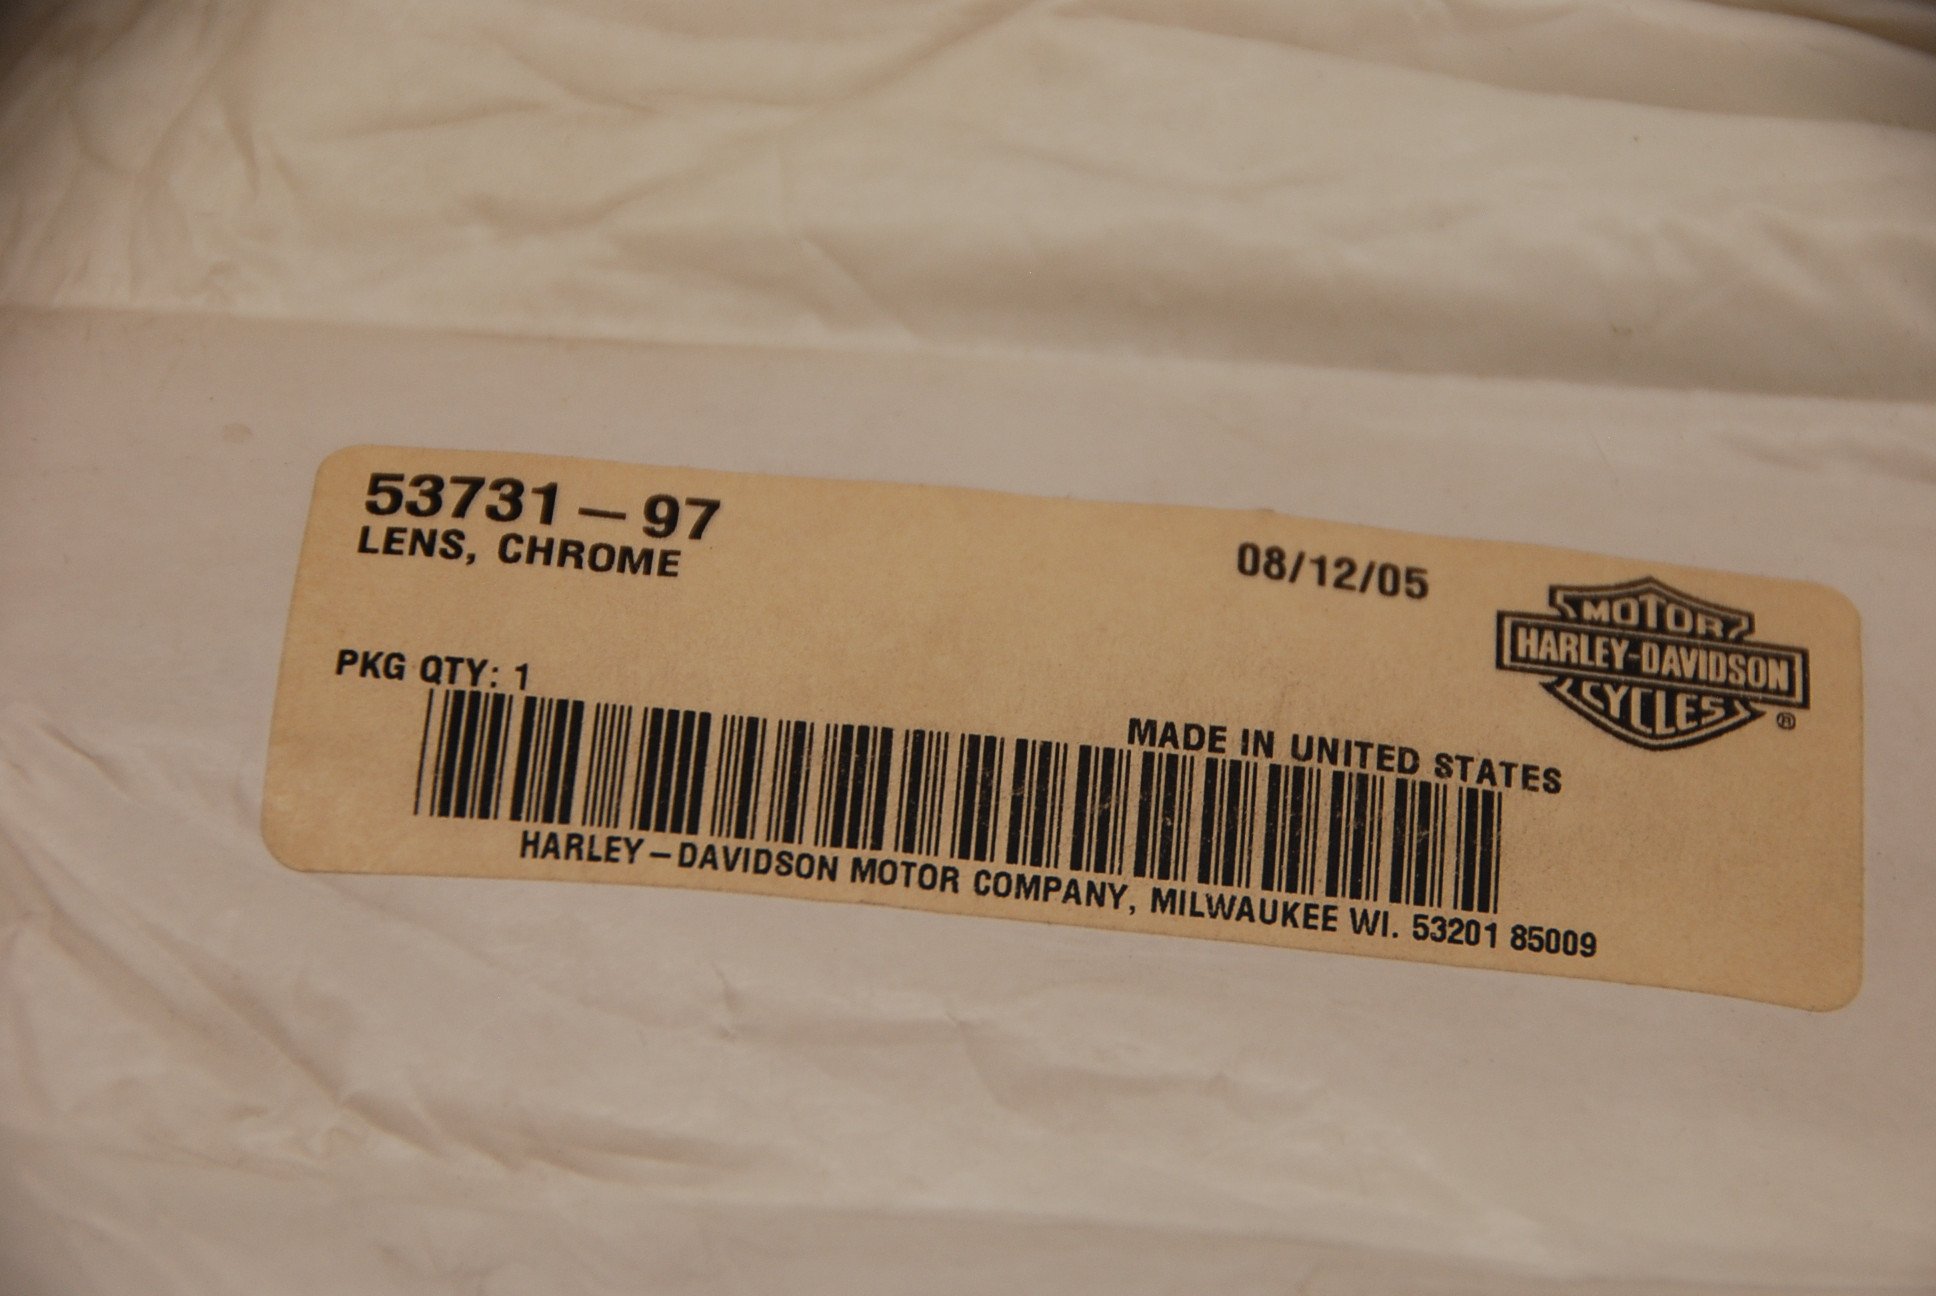 53731-97
LENS, CHROME
08/12/05
MOTOR
HARLEY-DAVIDSON
CYCLES
®
PKG QTY: 1
MADE IN UNITED STATES
HARLEY-DAVIDSON MOTOR COMPANY, MILWAUKEE WI. 53201 85009